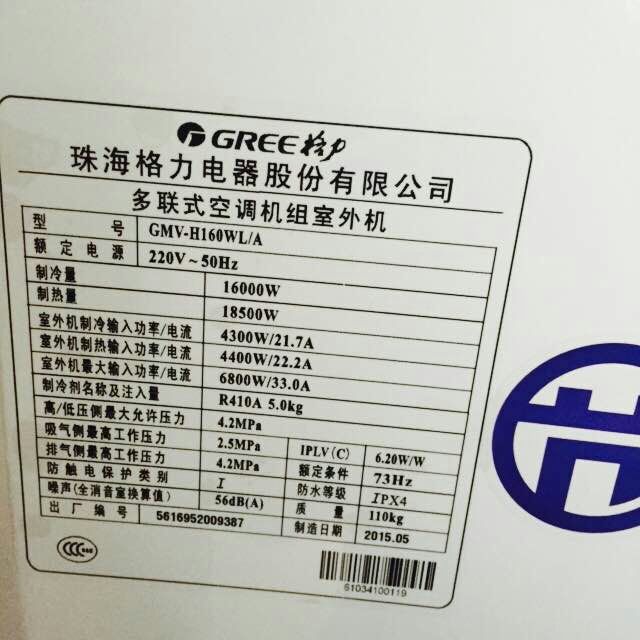 GREE格力
珠海格力电器股份有限公司
多联式空调机组室外机
型号 GMV-H160WL/A
额定电源 220V~50Hz
制冷量 16000W
制热量 18500W
室外机制冷输入功率/电流 4300W/21.7A
室外机制热输入功率/电流 4400W/22.2A
室外机最大输入功率/电流 6800W/33.0A
制冷剂名称及注入量 R410A 5.0kg
高/低压侧最大允许压力 4.2MPa
吸气侧最高工作压力 2.5MPa IPLV(C) 6.20W/W
排气侧最高工作压力 4.2MPa 额定条件 73Hz
防触电保护类别 I 防水等级 IPX4
噪声(全消音室换算值) 56dB(A) 质量 110kg
出厂编号 5616952009387 制造日期 2015.05
61034100119